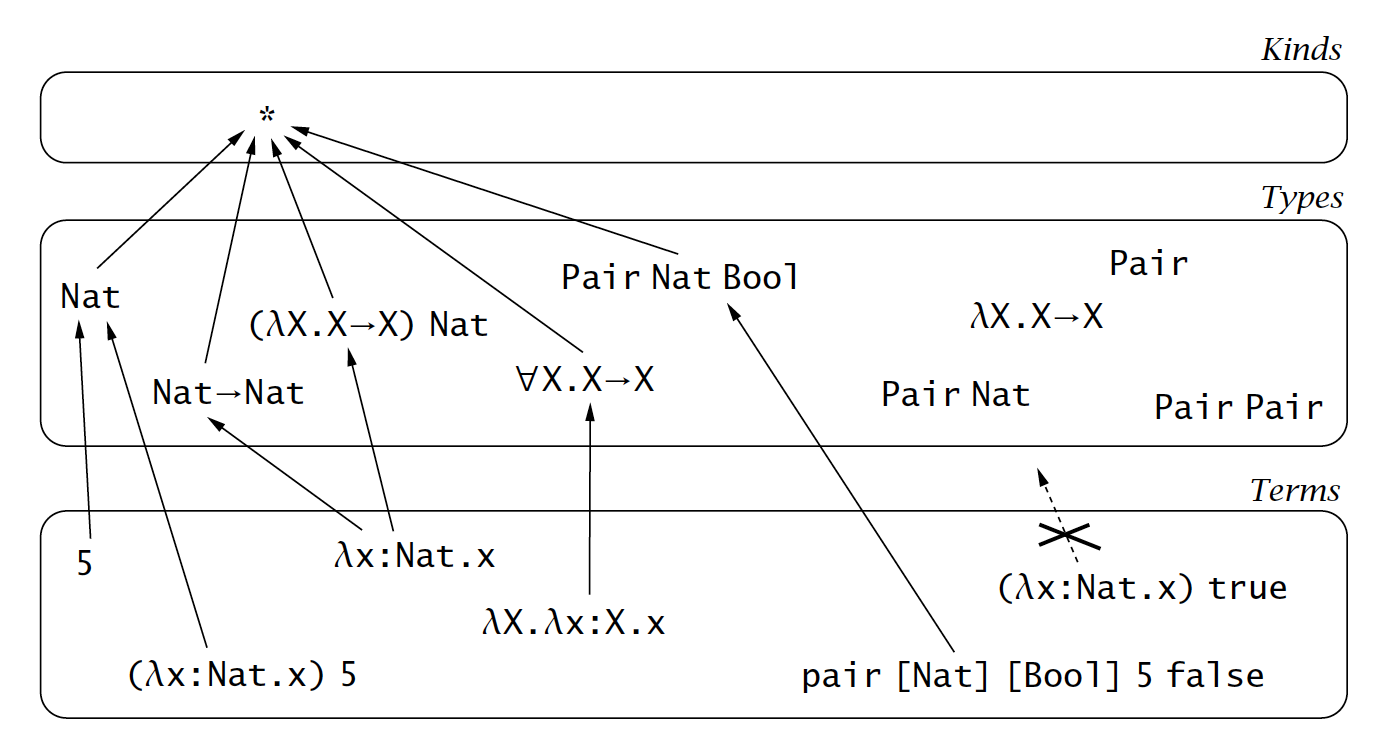 Kinds
*
Types
Pair
Pair Nat Bool
Nat
λX.X→X
(λX.X→X) Nat
∀X.X→X
Nat→Nat
Pair Nat
Pair Pair
Terms
5
λx:Nat.x
(λx:Nat.x) true
λX.λx:X.x
(λx:Nat.x) 5
pair [Nat] [Bool] 5 false